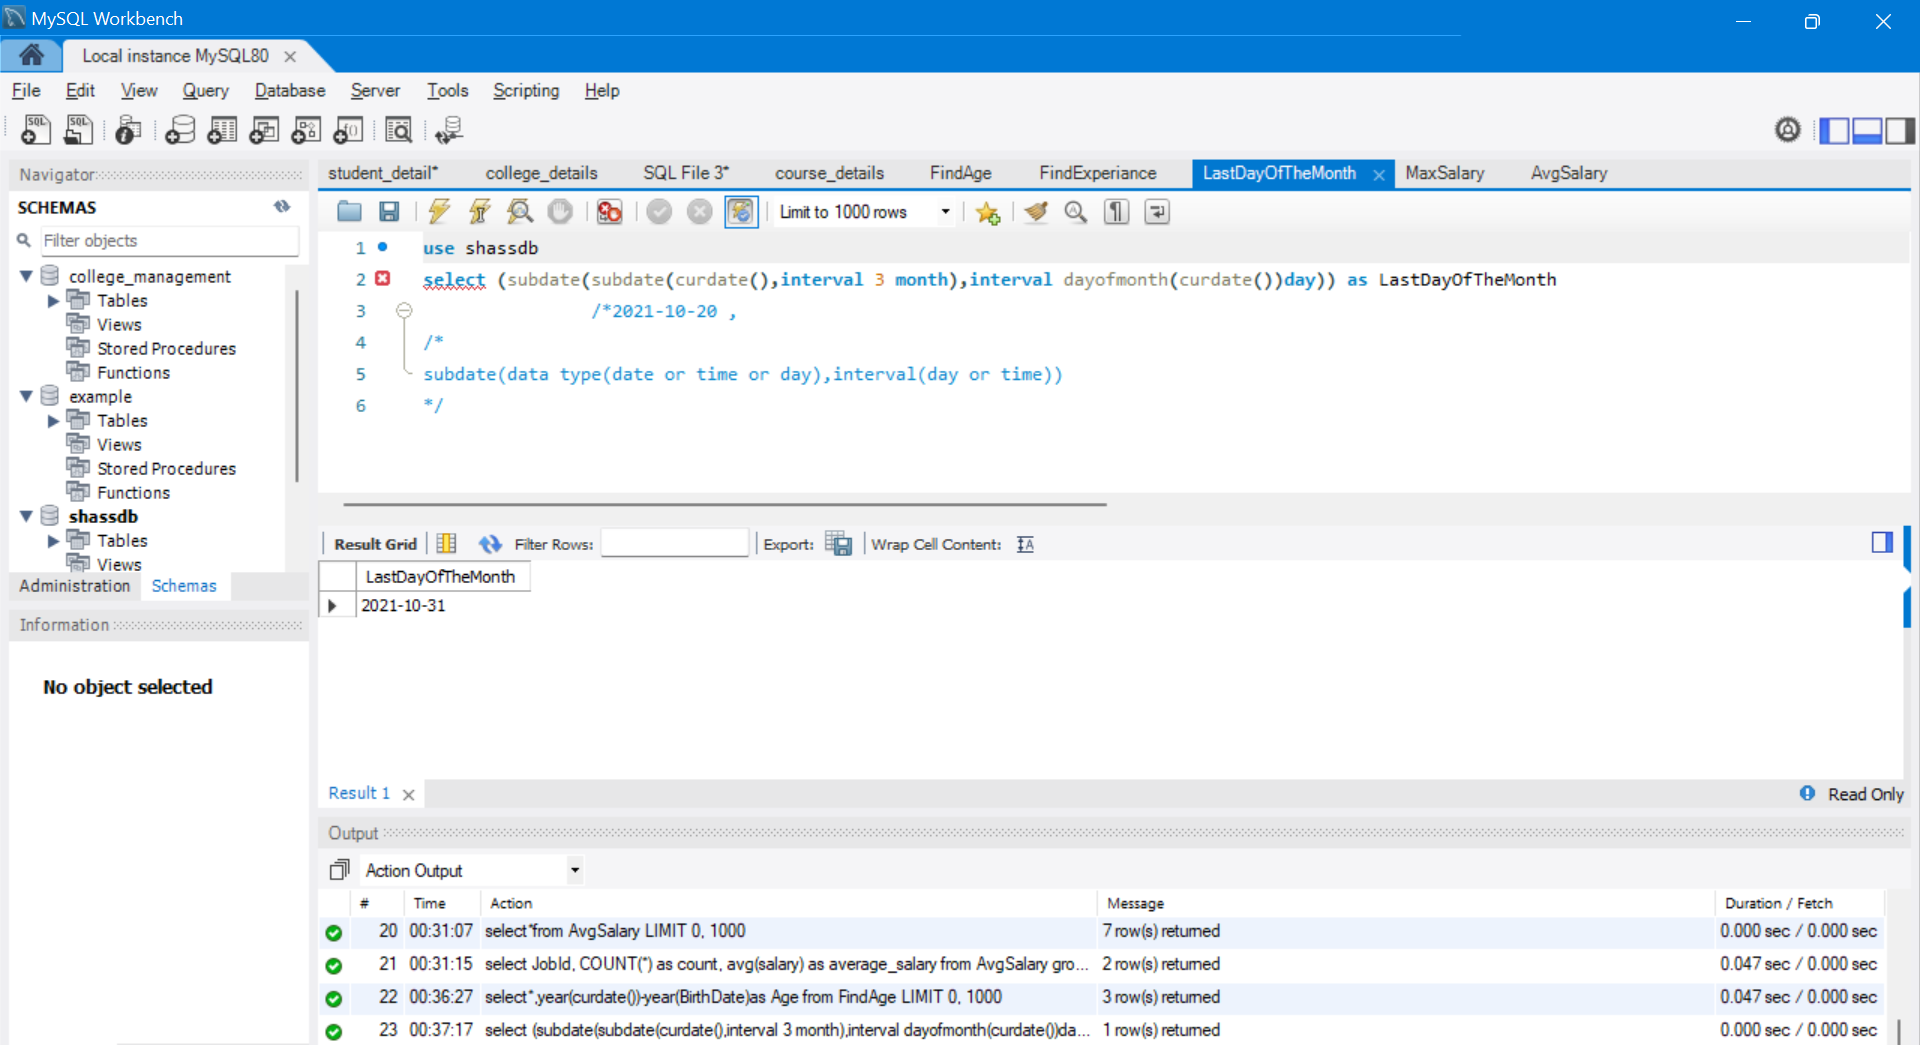 MySQL Workbench
Local instance MySQL80
File Edit View Query Database Server Tools Scripting Help
Navigator
SCHEMAS
Filter objects
college_management
Tables
Views
Stored Procedures
Functions
example
Tables
Views
Stored Procedures
Functions
shassdb
Tables
Views
Administration Schemas
Information
No object selected
student_detail* college_details SQL File 3* course_details FindAge FindExperiance LastDayOfTheMonth MaxSalary AvgSalary
Limit to 1000 rows
1 use shassdb
2 select (subdate(subdate(curdate(),interval 3 month),interval dayofmonth(curdate())day)) as LastDayOfTheMonth
3 /*2021-10-20 ,
4 /*
5 subdate(data type(date or time or day),interval(day or time))
6 */
Result Grid Filter Rows: Export: Wrap Cell Content:
LastDayOfTheMonth
2021-10-31
Result 1
Read Only
Output
Action Output
# Time Action Message Duration / Fetch
20 00:31:07 select*from AvgSalary LIMIT 0, 1000 7 row(s) returned 0.000 sec / 0.000 sec
21 00:31:15 select JobId, COUNT(*) as count, avg(salary) as average_salary from AvgSalary gro... 2 row(s) returned 0.047 sec / 0.000 sec
22 00:36:27 select*,year(curdate())-year(BirthDate)as Age from FindAge LIMIT 0, 1000 3 row(s) returned 0.047 sec / 0.000 sec
23 00:37:17 select (subdate(subdate(curdate(),interval 3 month),interval dayofmonth(curdate())da... 1 row(s) returned 0.000 sec / 0.000 sec